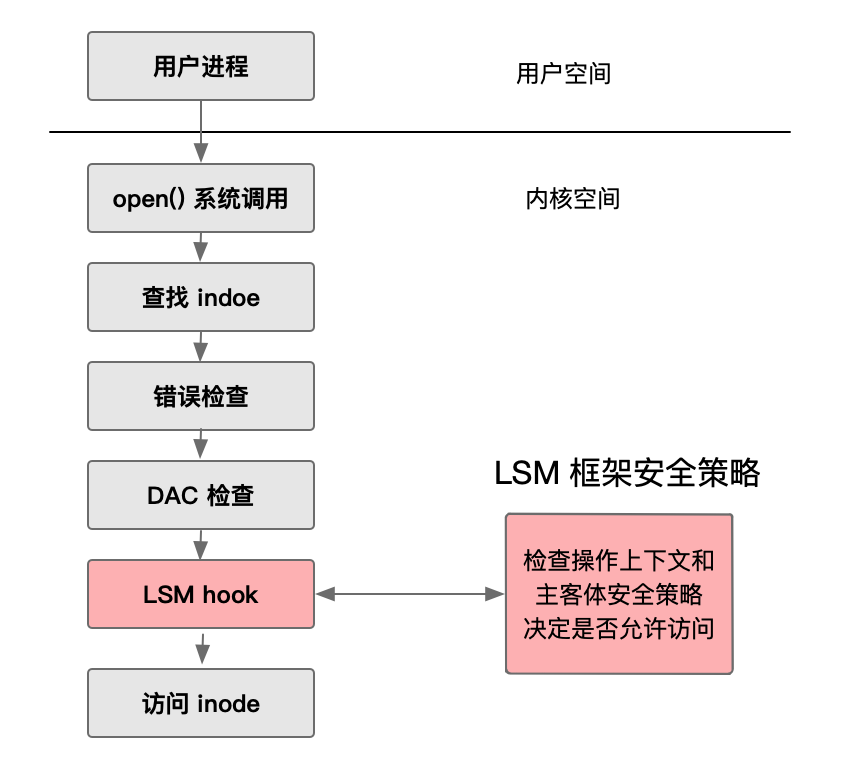 用户进程
用户空间
open() 系统调用
内核空间
查找 indoe
错误检查
DAC 检查
LSM 框架安全策略
检查操作上下文和
主客体安全策略
决定是否允许访问
LSM hook
访问 inode